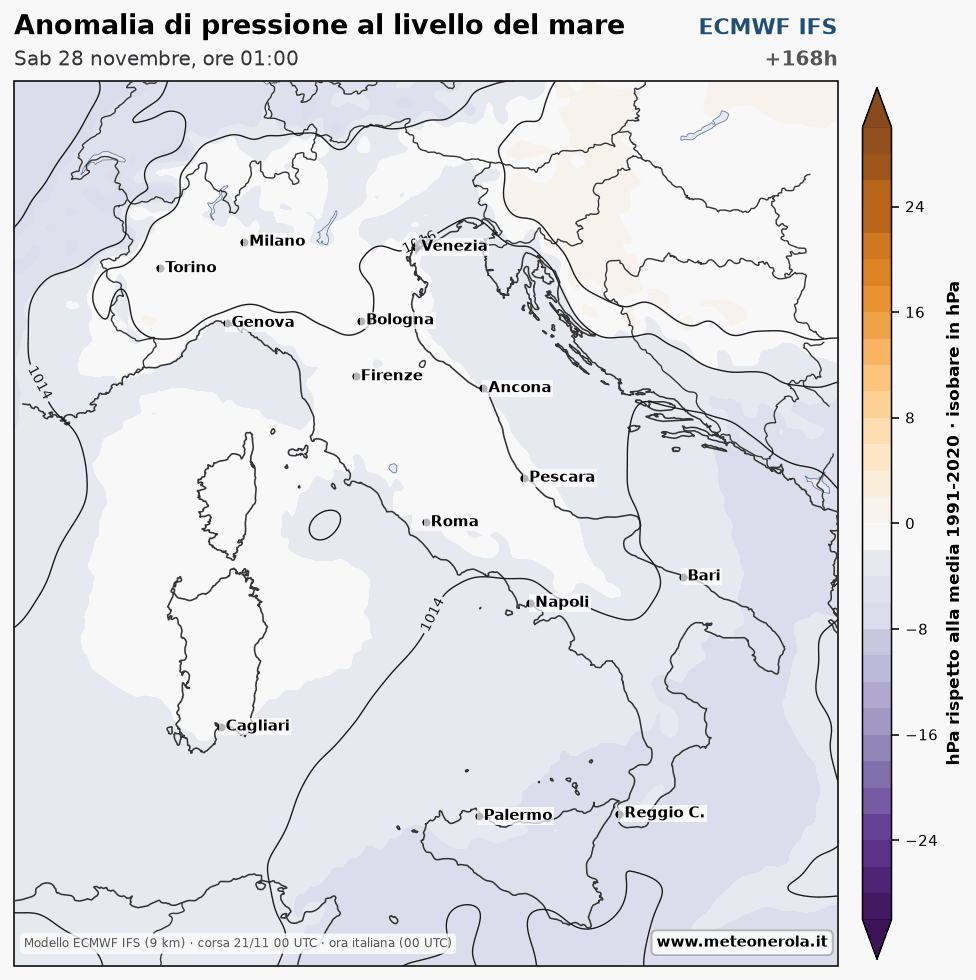 Anomalia di pressione al livello del mare
ECMWF IFS
Sab 28 novembre, ore 01:00
+168h
Milano
Venezia
Torino
Genova
Bologna
Firenze
Ancona
1014
Pescara
Roma
Bari
Napoli
1014
Cagliari
Palermo
Reggio C.
24
16
8
0
−8
−16
−24
hPa rispetto alla media 1991-2020 · isobare in hPa
Modello ECMWF IFS (9 km) · corsa 21/11 00 UTC · ora italiana (00 UTC)
www.meteonerola.it